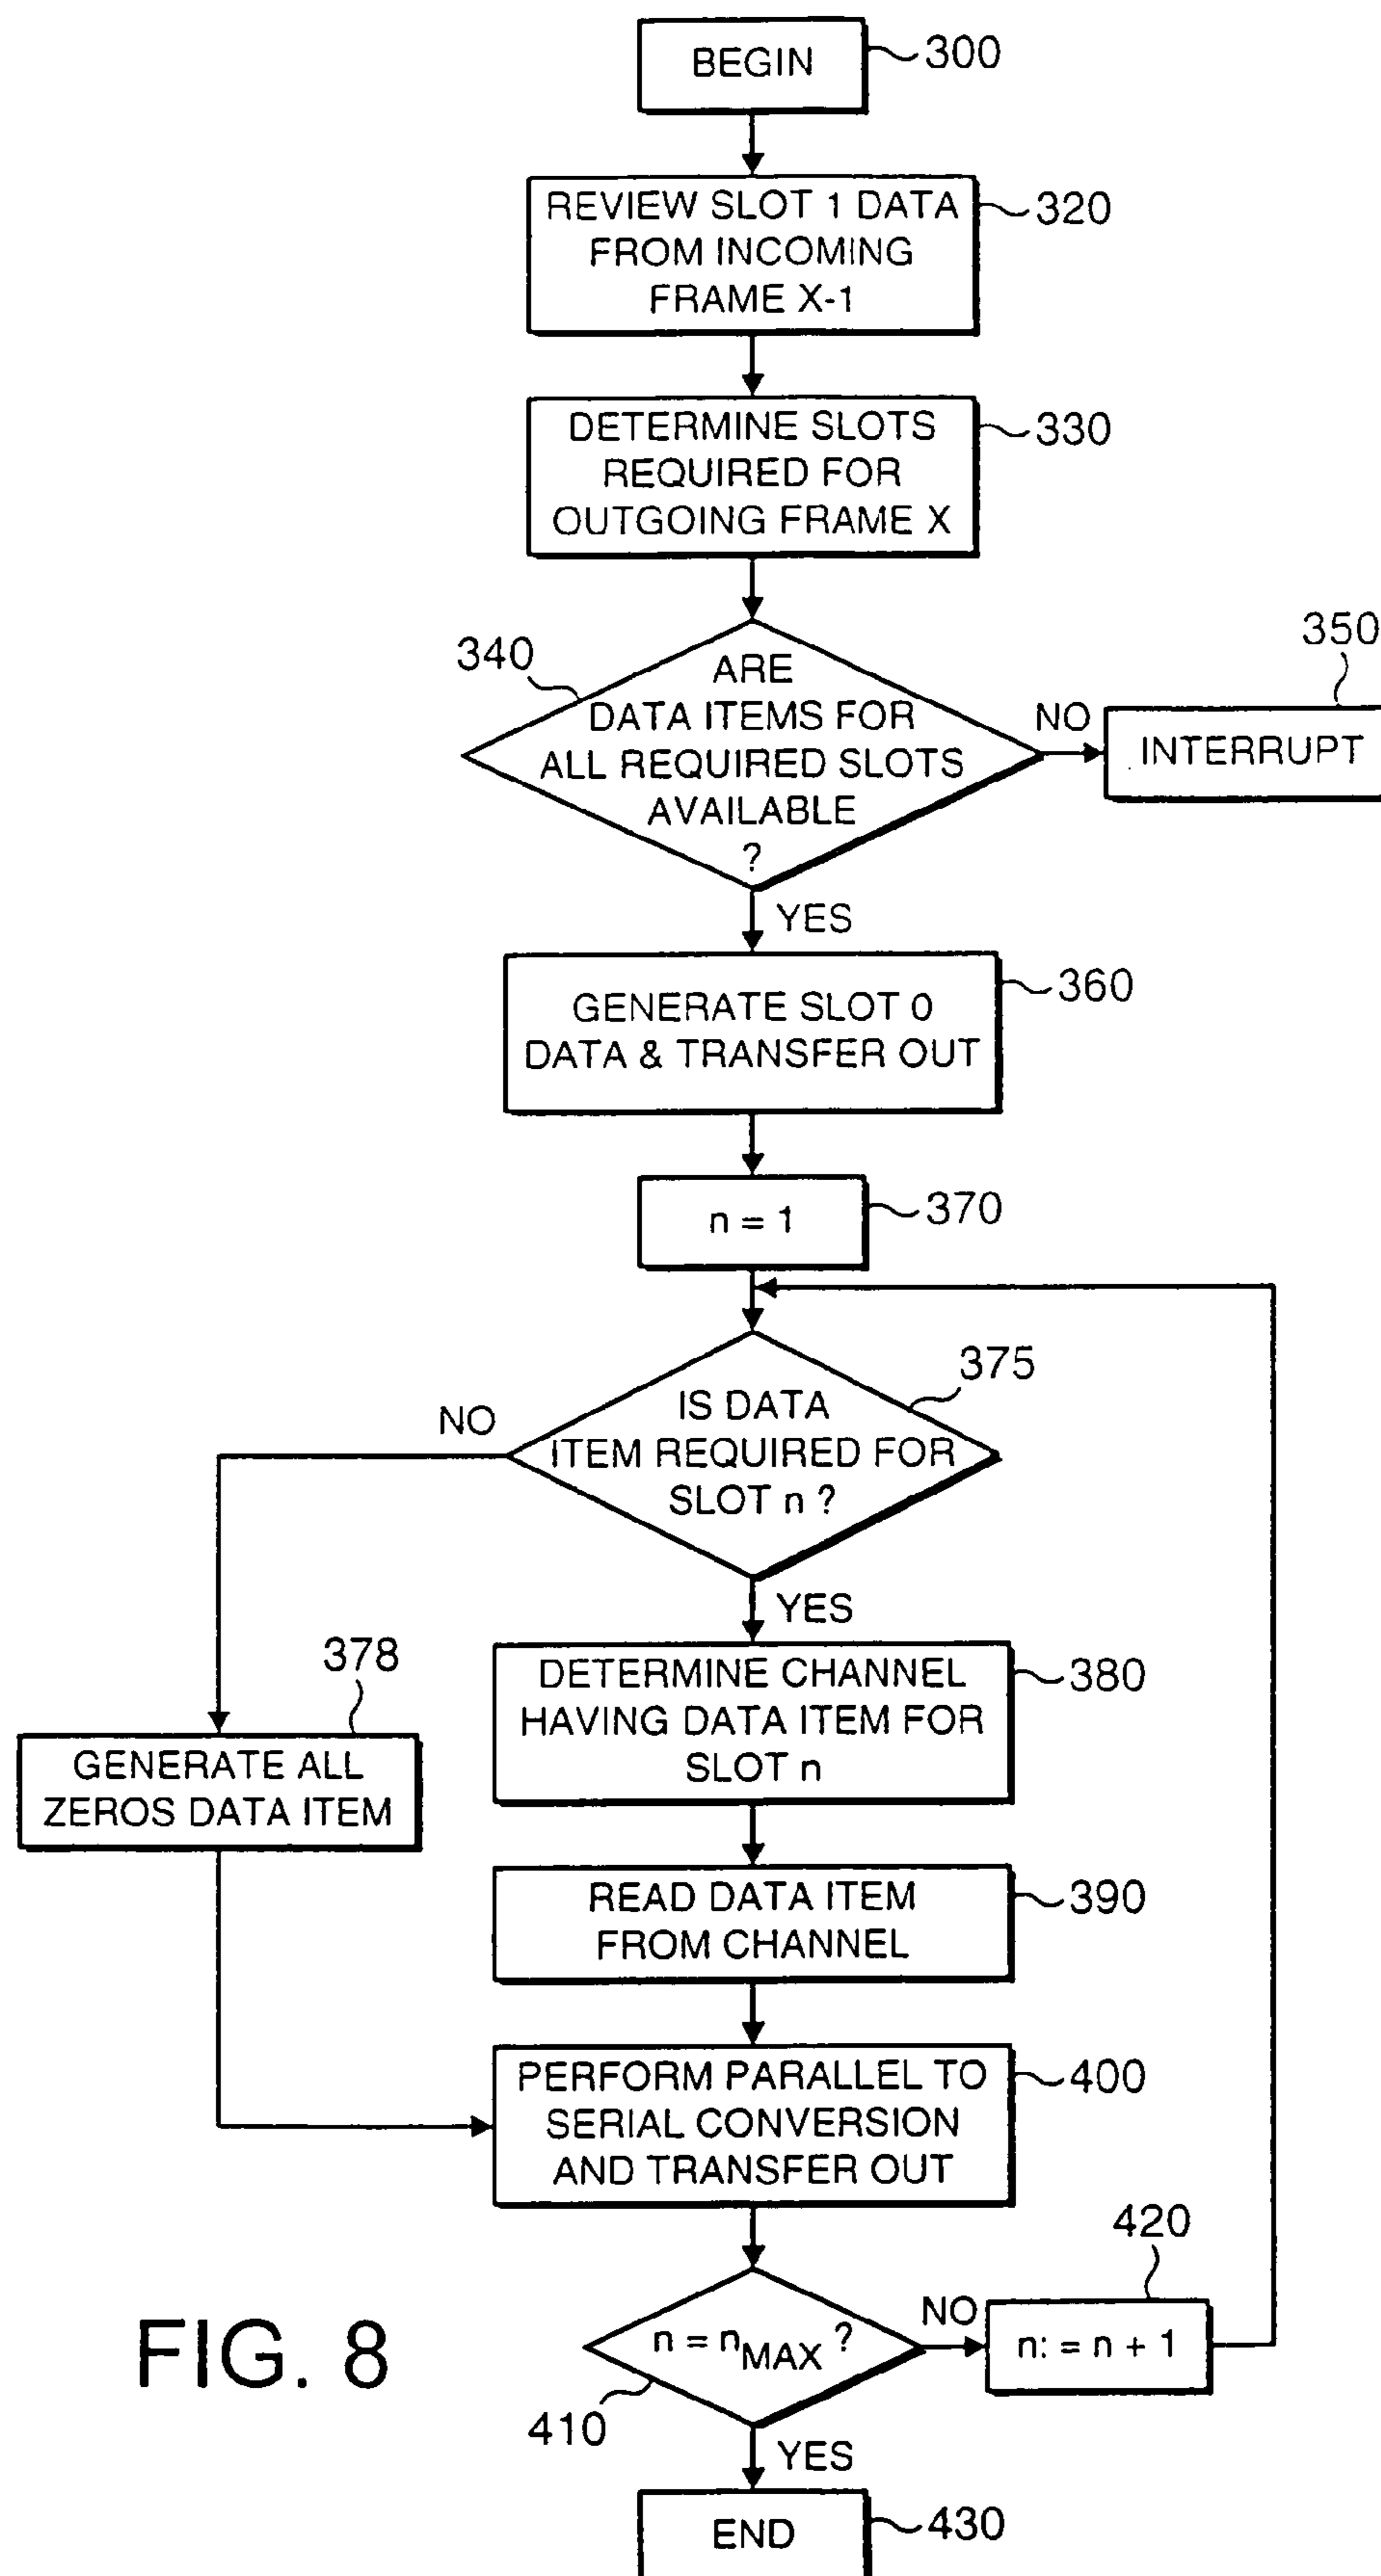 BEGIN
300
REVIEW SLOT 1 DATA
FROM INCOMING
FRAME X-1
320
DETERMINE SLOTS
REQUIRED FOR
OUTGOING FRAME X
330
340
ARE
DATA ITEMS FOR
ALL REQUIRED SLOTS
AVAILABLE
?
NO
350
INTERRUPT
YES
GENERATE SLOT 0
DATA & TRANSFER OUT
360
n = 1
370
375
IS DATA
ITEM REQUIRED FOR
SLOT n ?
NO
YES
378
GENERATE ALL
ZEROS DATA ITEM
DETERMINE CHANNEL
HAVING DATA ITEM FOR
SLOT n
380
READ DATA ITEM
FROM CHANNEL
390
PERFORM PARALLEL TO
SERIAL CONVERSION
AND TRANSFER OUT
400
n = nMAX ?
410
NO
420
n: = n + 1
YES
END
430
FIG. 8